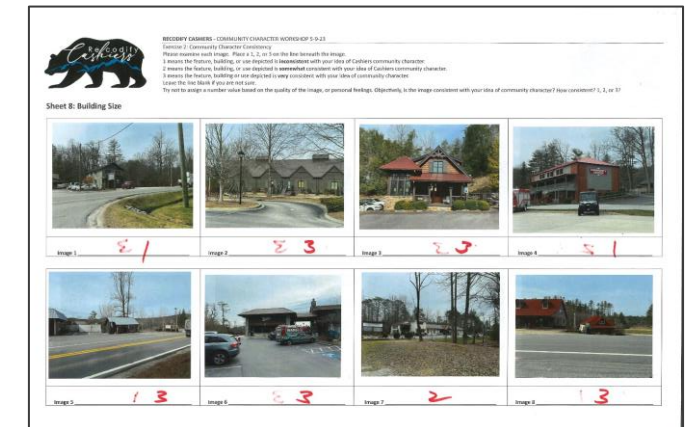 Recodify
Cashiers
RECODIFY CASHIERS - COMMUNITY CHARACTER WORKSHOP 5-9-23
Exercise 2: Community Character Consistency
Please examine each image. Place a 1, 2, or 3 on the line beneath the image.
1 means the feature, building, or use depicted is inconsistent with your idea of Cashiers community character.
2 means the feature, building, or use depicted is somewhat consistent with your idea of Cashiers community character.
3 means the feature, building or use depicted is very consistent with your idea of community character.
Leave the line blank if you are not sure.
Try not to assign a number value based on the quality of the image, or personal feelings. Objectively, is the image consistent with your idea of community character? How consistent? 1, 2, or 3?
Sheet 8: Building Size
Image 1 1
Image 2 3
Image 3 3
Image 4 1
Image 5 3
Image 6 3
Image 7 2
Image 8 3